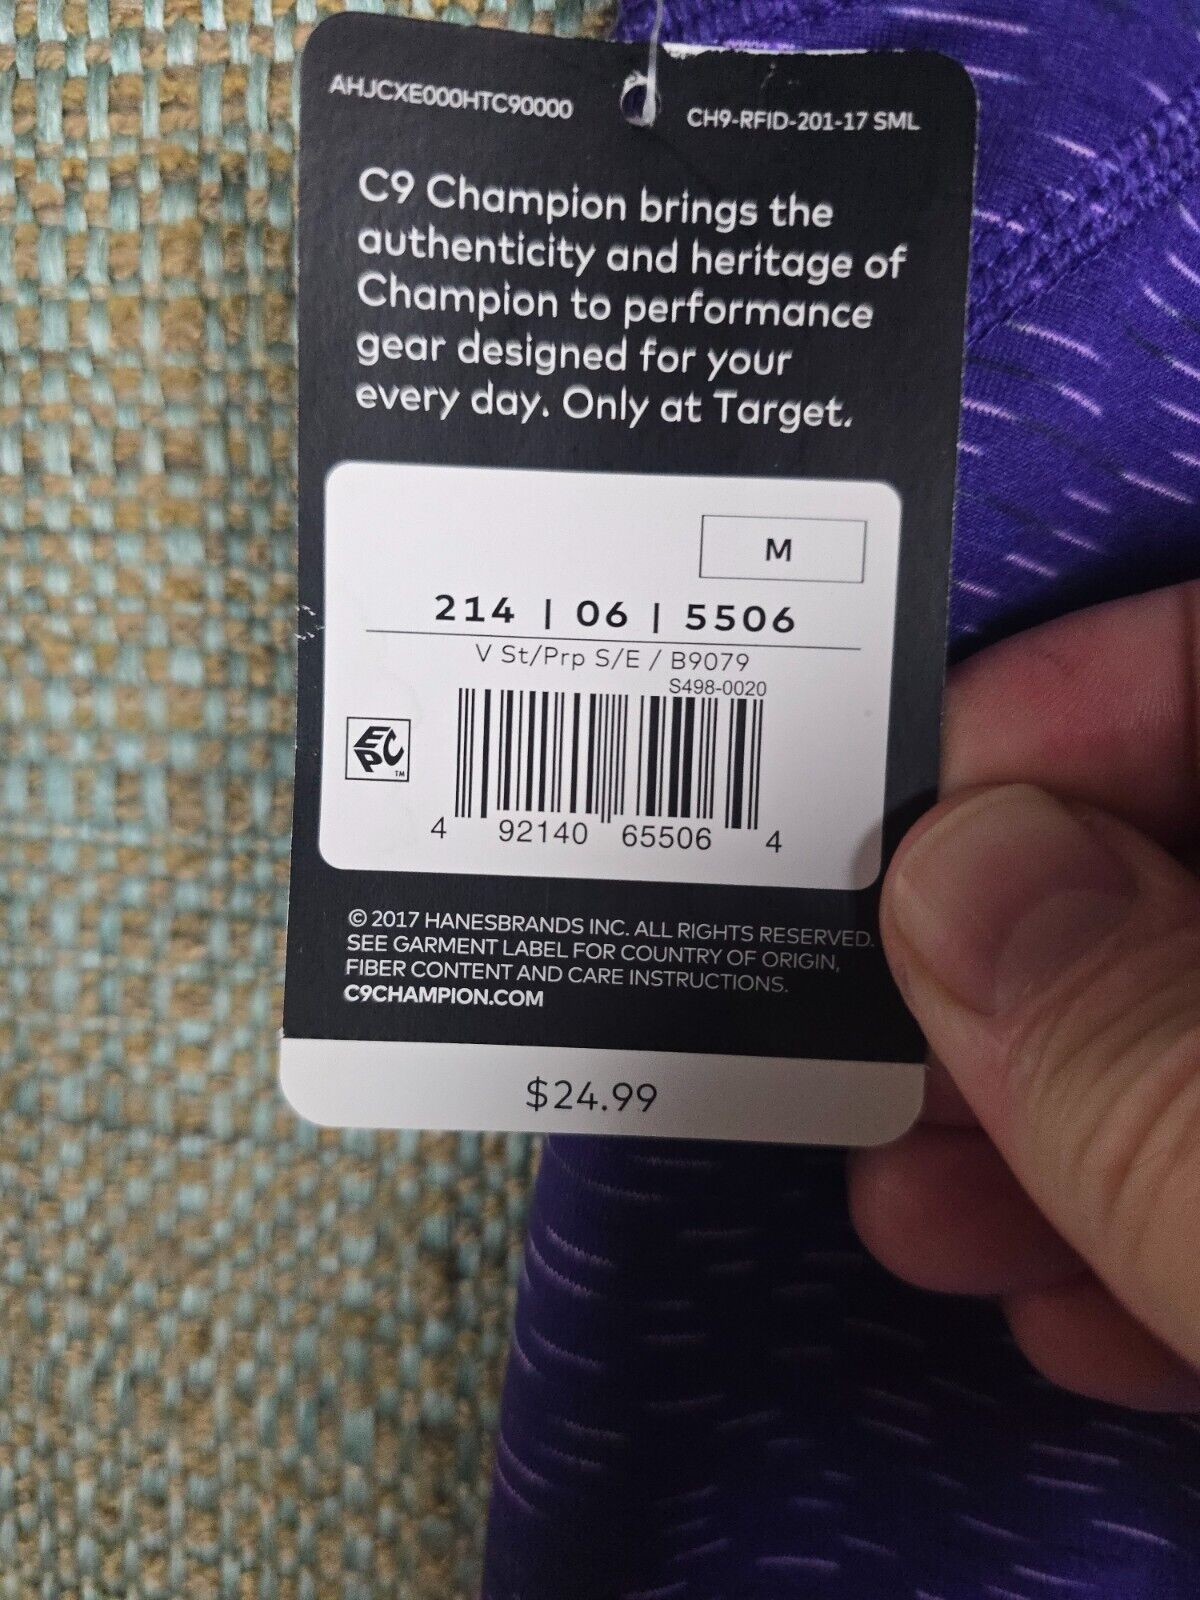 AHJCXE000HTC90000
CH9-RFID-201-17 SML
C9 Champion brings the
authenticity and heritage of
Champion to performance
gear designed for your
every day. Only at Target.
M
214 | 06 | 5506
V St/Prp S/E / B9079
S498-0020
EPC™
4 92140 65506 4
© 2017 HANESBRANDS INC. ALL RIGHTS RESERVED.
SEE GARMENT LABEL FOR COUNTRY OF ORIGIN,
FIBER CONTENT AND CARE INSTRUCTIONS.
C9CHAMPION.COM
$24.99